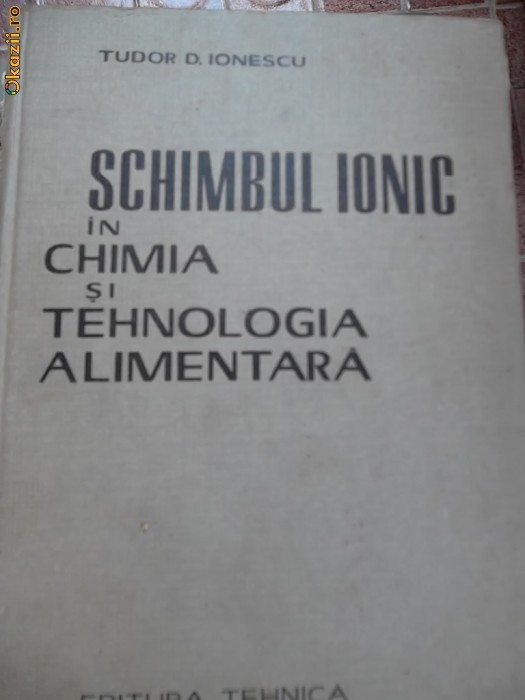 Okazii.ro
TUDOR D. IONESCU
SCHIMBUL IONIC
ÎN
CHIMIA
ȘI
TEHNOLOGIA
ALIMENTARĂ
EDITURA TEHNICĂ